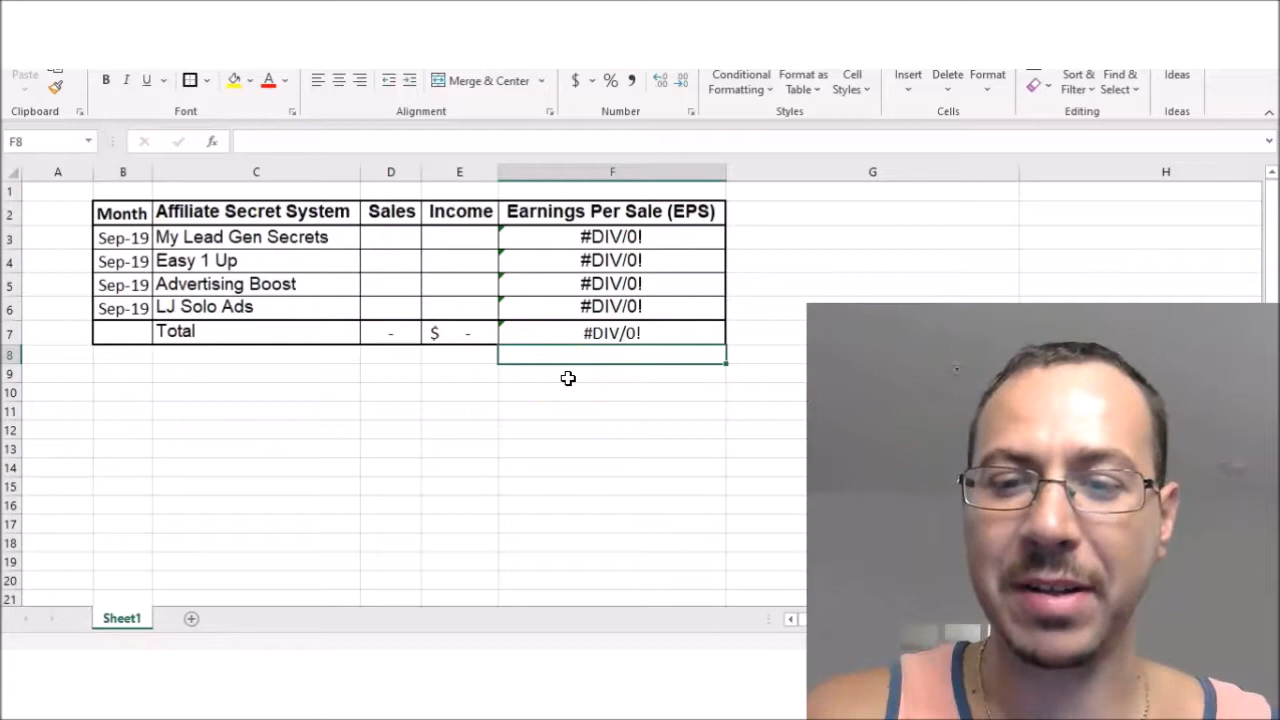 Paste
B I U A
Merge & Center
$ % ,
Conditional Formatting
Format as Table
Cell Styles
Insert
Delete
Format
Sort & Filter
Find & Select
Ideas
Clipboard
Font
Alignment
Number
Styles
Cells
Editing
Ideas
F8
fx
A B C D E F G H
1
2 Month Affiliate Secret System Sales Income Earnings Per Sale (EPS)
3 Sep-19 My Lead Gen Secrets #DIV/0!
4 Sep-19 Easy 1 Up #DIV/0!
5 Sep-19 Advertising Boost #DIV/0!
6 Sep-19 LJ Solo Ads #DIV/0!
7 Total - $ - #DIV/0!
8
9
10
11
12
13
14
15
16
17
18
19
20
21
Sheet1